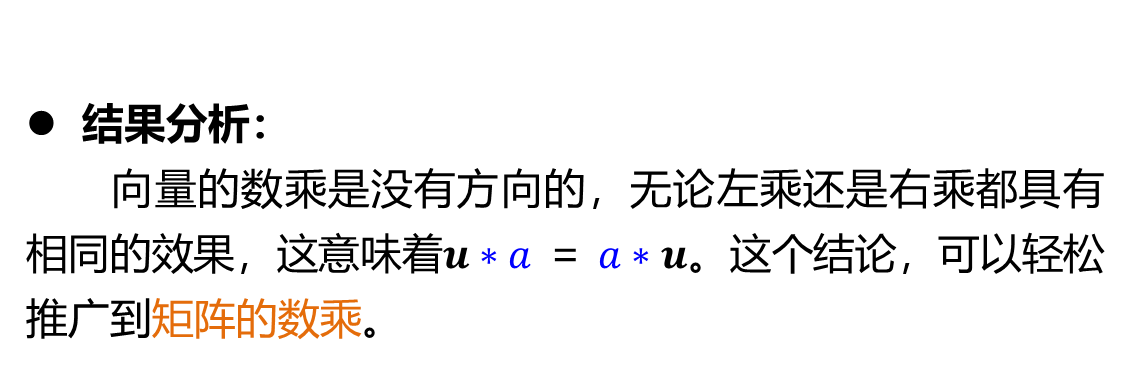 ● 结果分析：
向量的数乘是没有方向的，无论左乘还是右乘都具有
相同的效果，这意味着u * a = a * u。这个结论，可以轻松
推广到矩阵的数乘。